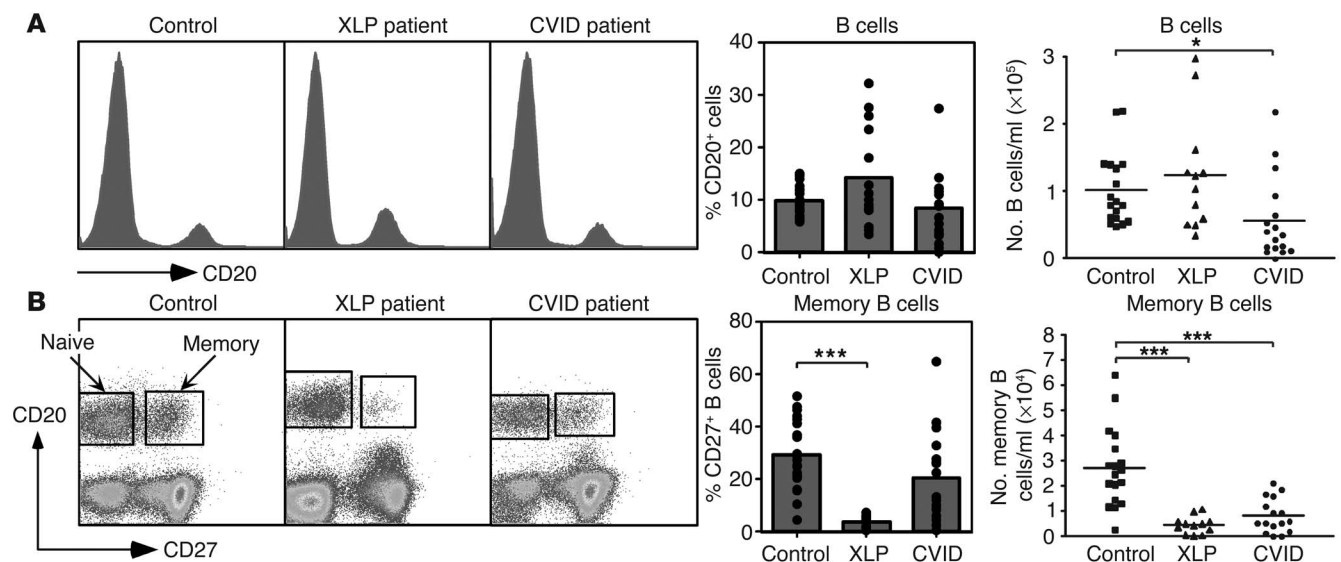 A
Control XLP patient CVID patient
CD20
B cells
% CD20⁺ cells
40
30
20
10
0
Control XLP CVID
B cells
No. B cells/ml (×10⁵)
*
3
2
1
0
Control XLP CVID
B
Control XLP patient CVID patient
Naive Memory
CD20
CD27
Memory B cells
% CD27⁺ B cells
80
60
40
20
0
***
Control XLP CVID
Memory B cells
No. memory B
cells/ml (×10⁴)
8
7
6
5
4
3
2
1
0
***
***
Control XLP CVID